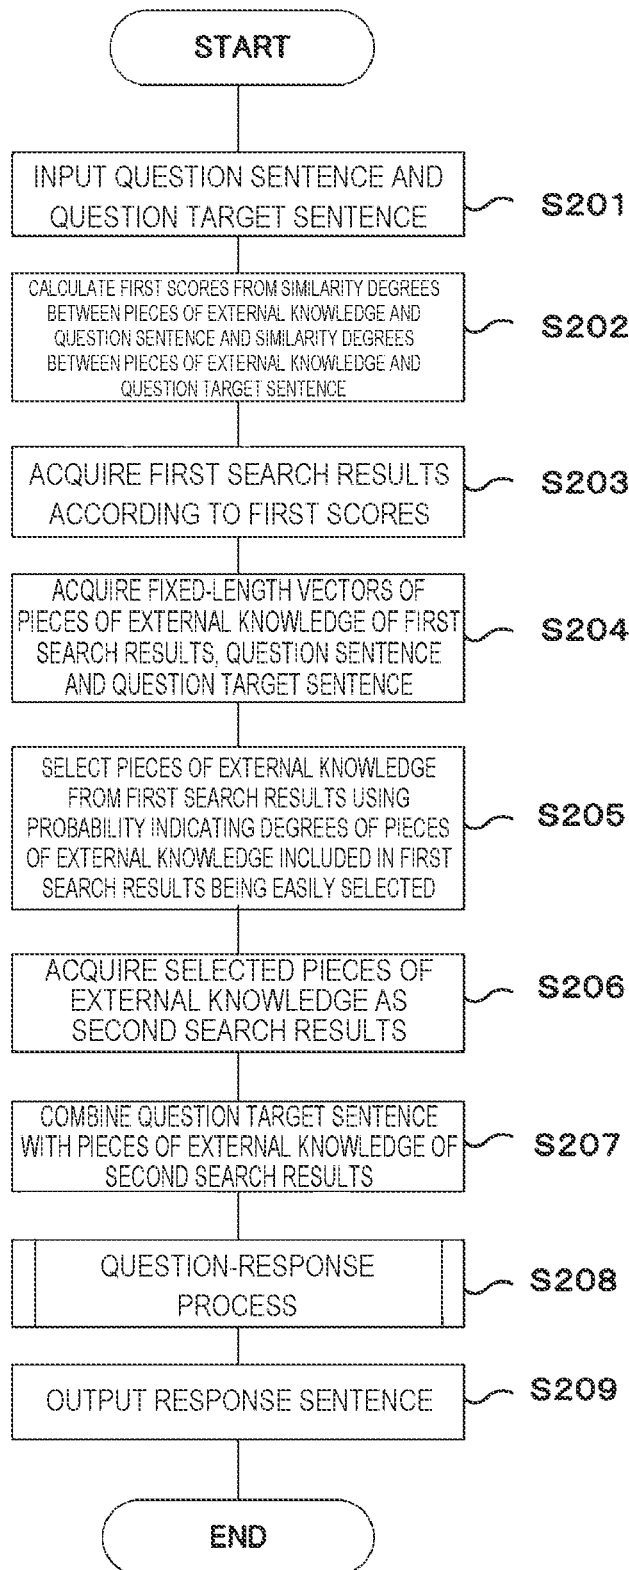 START
INPUT QUESTION SENTENCE AND
QUESTION TARGET SENTENCE
S201
CALCULATE FIRST SCORES FROM SIMILARITY DEGREES
BETWEEN PIECES OF EXTERNAL KNOWLEDGE AND
QUESTION SENTENCE AND SIMILARITY DEGREES
BETWEEN PIECES OF EXTERNAL KNOWLEDGE AND
QUESTION TARGET SENTENCE
S202
ACQUIRE FIRST SEARCH RESULTS
ACCORDING TO FIRST SCORES
S203
ACQUIRE FIXED-LENGTH VECTORS OF
PIECES OF EXTERNAL KNOWLEDGE OF FIRST
SEARCH RESULTS, QUESTION SENTENCE
AND QUESTION TARGET SENTENCE
S204
SELECT PIECES OF EXTERNAL KNOWLEDGE
FROM FIRST SEARCH RESULTS USING
PROBABILITY INDICATING DEGREES OF PIECES
OF EXTERNAL KNOWLEDGE INCLUDED IN FIRST
SEARCH RESULTS BEING EASILY SELECTED
S205
ACQUIRE SELECTED PIECES OF
EXTERNAL KNOWLEDGE AS
SECOND SEARCH RESULTS
S206
COMBINE QUESTION TARGET SENTENCE
WITH PIECES OF EXTERNAL KNOWLEDGE OF
SECOND SEARCH RESULTS
S207
QUESTION-RESPONSE
PROCESS
S208
OUTPUT RESPONSE SENTENCE
S209
END